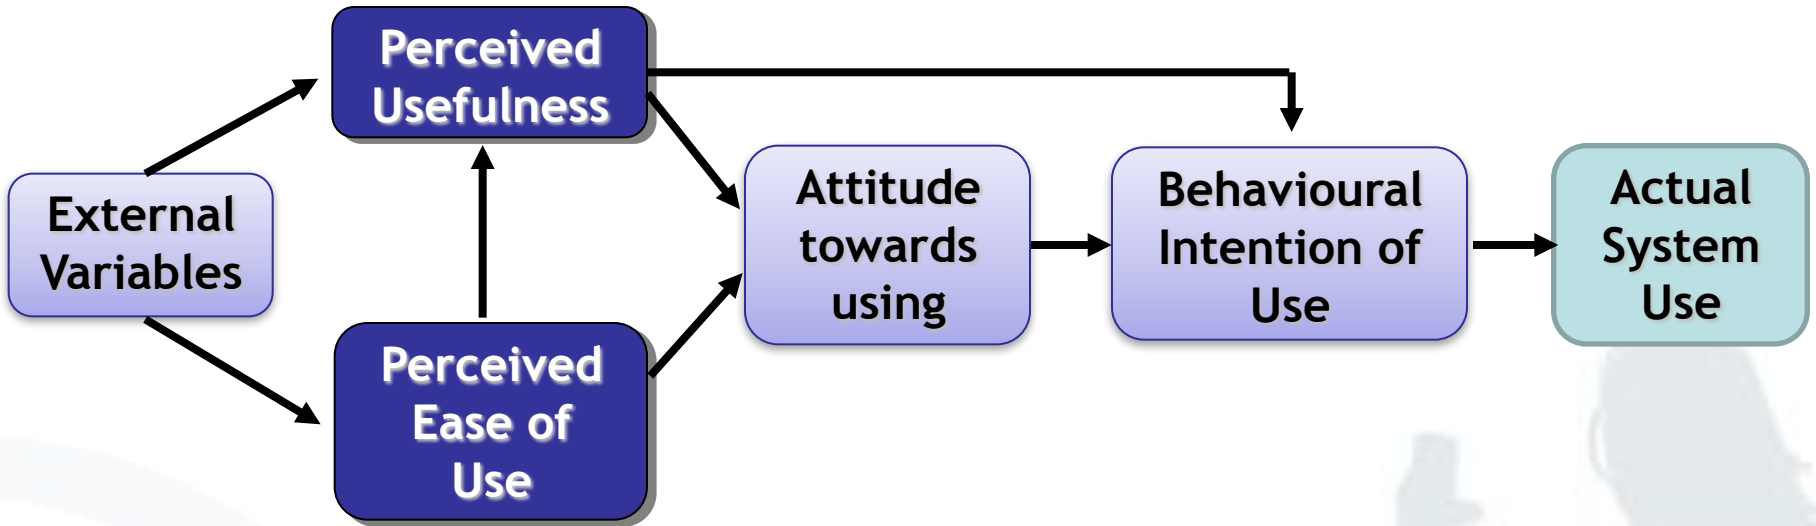 Perceived
Usefulness
External
Variables
Perceived
Ease of
Use
Attitude
towards
using
Behavioural
Intention of
Use
Actual
System
Use